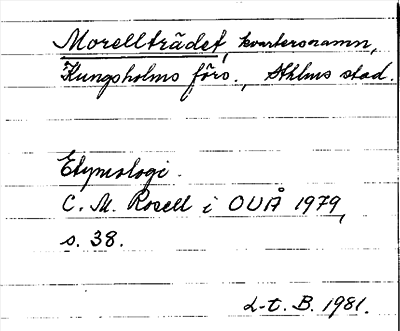 Morellträdet, kvartersnamn,
Kungsholms förs., Sthlms stad.
Etymologi.
C. M. Rosell i OUÅ 1979,
s. 38.
L-t. B. 1981.